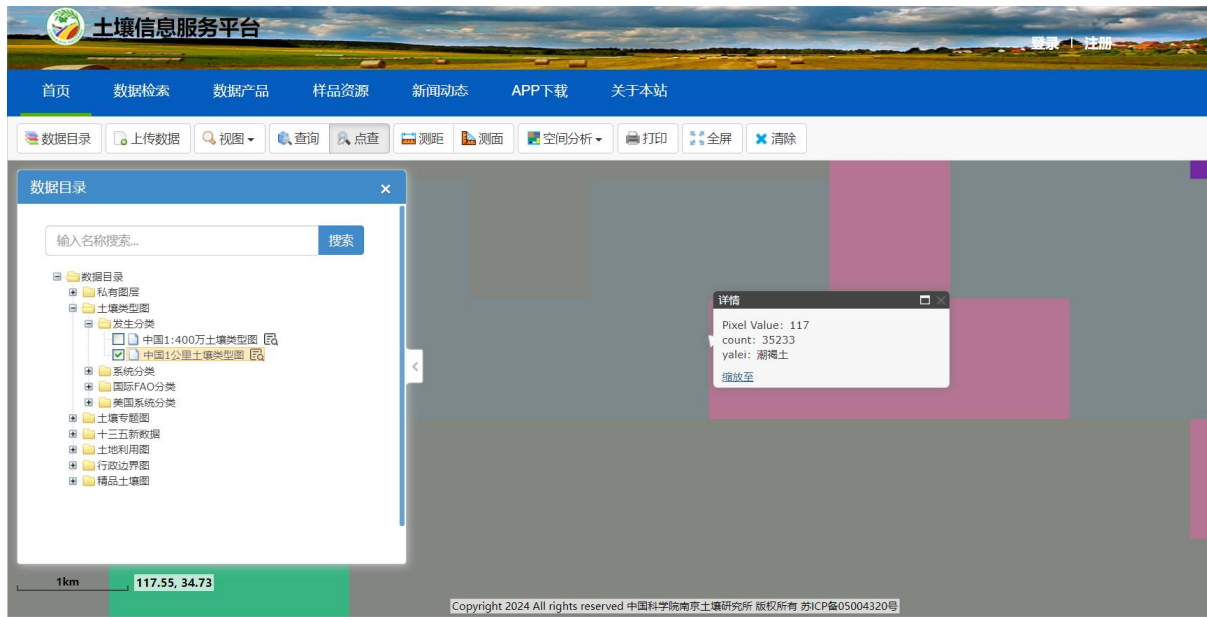 土壤信息服务平台
登录 | 注册
首页 数据检索 数据产品 样品资源 新闻动态 APP下载 关于本站
数据目录 上传数据 视图 查询 点查 测距 测面 空间分析 打印 全屏 清除
数据目录 ×
输入名称搜索... 搜索
数据目录
私有图层
土壤类型图
发生分类
中国1:400万土壤类型图
中国1公里土壤类型图
系统分类
国际FAO分类
美国系统分类
土壤专题图
十三五新数据
土地利用图
行政边界图
精品土壤图
详情
Pixel Value: 117
count: 35233
yalei: 潮褐土
缩放至
1km
117.55, 34.73
Copyright 2024 All rights reserved 中国科学院南京土壤研究所 版权所有 苏ICP备05004320号